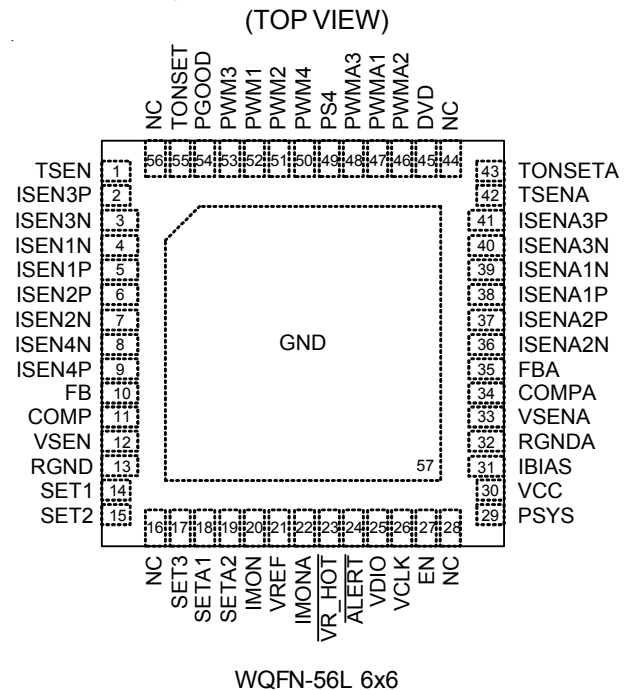 (TOP VIEW)
NC
TONSET
PGOOD
PWM3
PWM1
PWM2
PWM4
PS4
PWMA3
PWMA1
PWMA2
DVD
NC
56 55 54 53 52 51 50 49 48 47 46 45 44
TSEN 1
ISEN3P 2
ISEN3N 3
ISEN1N 4
ISEN1P 5
ISEN2P 6
ISEN2N 7
ISEN4N 8
ISEN4P 9
FB 10
COMP 11
VSEN 12
RGND 13
SET1 14
SET2 15
GND
57
43 TONSETA
42 TSENA
41 ISENA3P
40 ISENA3N
39 ISENA1N
38 ISENA1P
37 ISENA2P
36 ISENA2N
35 FBA
34 COMPA
33 VSENA
32 RGNDA
31 IBIAS
30 VCC
29 PSYS
16 17 18 19 20 21 22 23 24 25 26 27 28
NC
SET3
SETA1
SETA2
IMON
VREF
IMONA
VR_HOT
ALERT
VDIO
VCLK
EN
NC
WQFN-56L 6x6